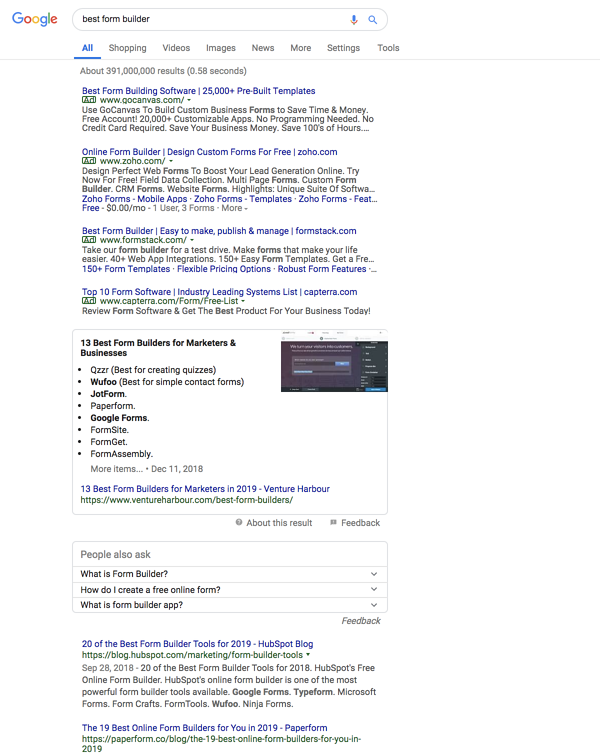 Google
best form builder
All Shopping Videos Images News More Settings Tools
About 391,000,000 results (0.58 seconds)
Best Form Building Software | 25,000+ Pre-Built Templates
Ad www.gocanvas.com/
Use GoCanvas To Build Custom Business Forms to Save Time & Money.
Free Account! 20,000+ Customizable Apps. No Programming Needed. No
Credit Card Required. Save Your Business Money. Save 100's of Hours....
Online Form Builder | Design Custom Forms For Free | zoho.com
Ad www.zoho.com/
Design Perfect Web Forms To Boost Your Lead Generation Online. Try
Now For Free! Field Data Collection. Multi Page Forms. Custom Form
Builder. CRM Forms. Website Forms. Highlights: Unique Suite Of Softwa...
Zoho Forms - Mobile Apps · Zoho Forms - Templates · Zoho Forms - Feat...
Free - $0.00/mo - 1 User, 3 Forms · More
Best Form Builder | Easy to make, publish & manage | formstack.com
Ad www.formstack.com/
Take our form builder for a test drive. Make forms that make your life
easier. 40+ Web App Integrations. 150+ Easy Form Templates. Get a Fre...
150+ Form Templates · Flexible Pricing Options · Robust Form Features ·...
Top 10 Form Software | Industry Leading Systems List | capterra.com
Ad www.capterra.com/Form/Free-List
Review Form Software & Get The Best Product For Your Business Today!
13 Best Form Builders for Marketers &
Businesses
• Qzzr (Best for creating quizzes)
• Wufoo (Best for simple contact forms)
• JotForm.
• Paperform.
• Google Forms.
• FormSite.
• FormGet.
• FormAssembly.
More items... • Dec 11, 2018
We turn your visitors into customers.
13 Best Form Builders for Marketers in 2019 - Venture Harbour
https://www.ventureharbour.com/best-form-builders/
About this result Feedback
People also ask
What is Form Builder?
How do I create a free online form?
What is form builder app?
Feedback
20 of the Best Form Builder Tools for 2019 - HubSpot Blog
https://blog.hubspot.com/marketing/form-builder-tools
Sep 28, 2018 - 20 of the Best Form Builder Tools for 2018. HubSpot's Free
Online Form Builder. HubSpot's online form builder is one of the most
powerful form builder tools available. Google Forms. Typeform. Microsoft
Forms. Form Crafts. FormTools. Wufoo. Ninja Forms.
The 19 Best Online Form Builders for You in 2019 - Paperform
https://paperform.co/blog/the-19-best-online-form-builders-for-you-in-
2019